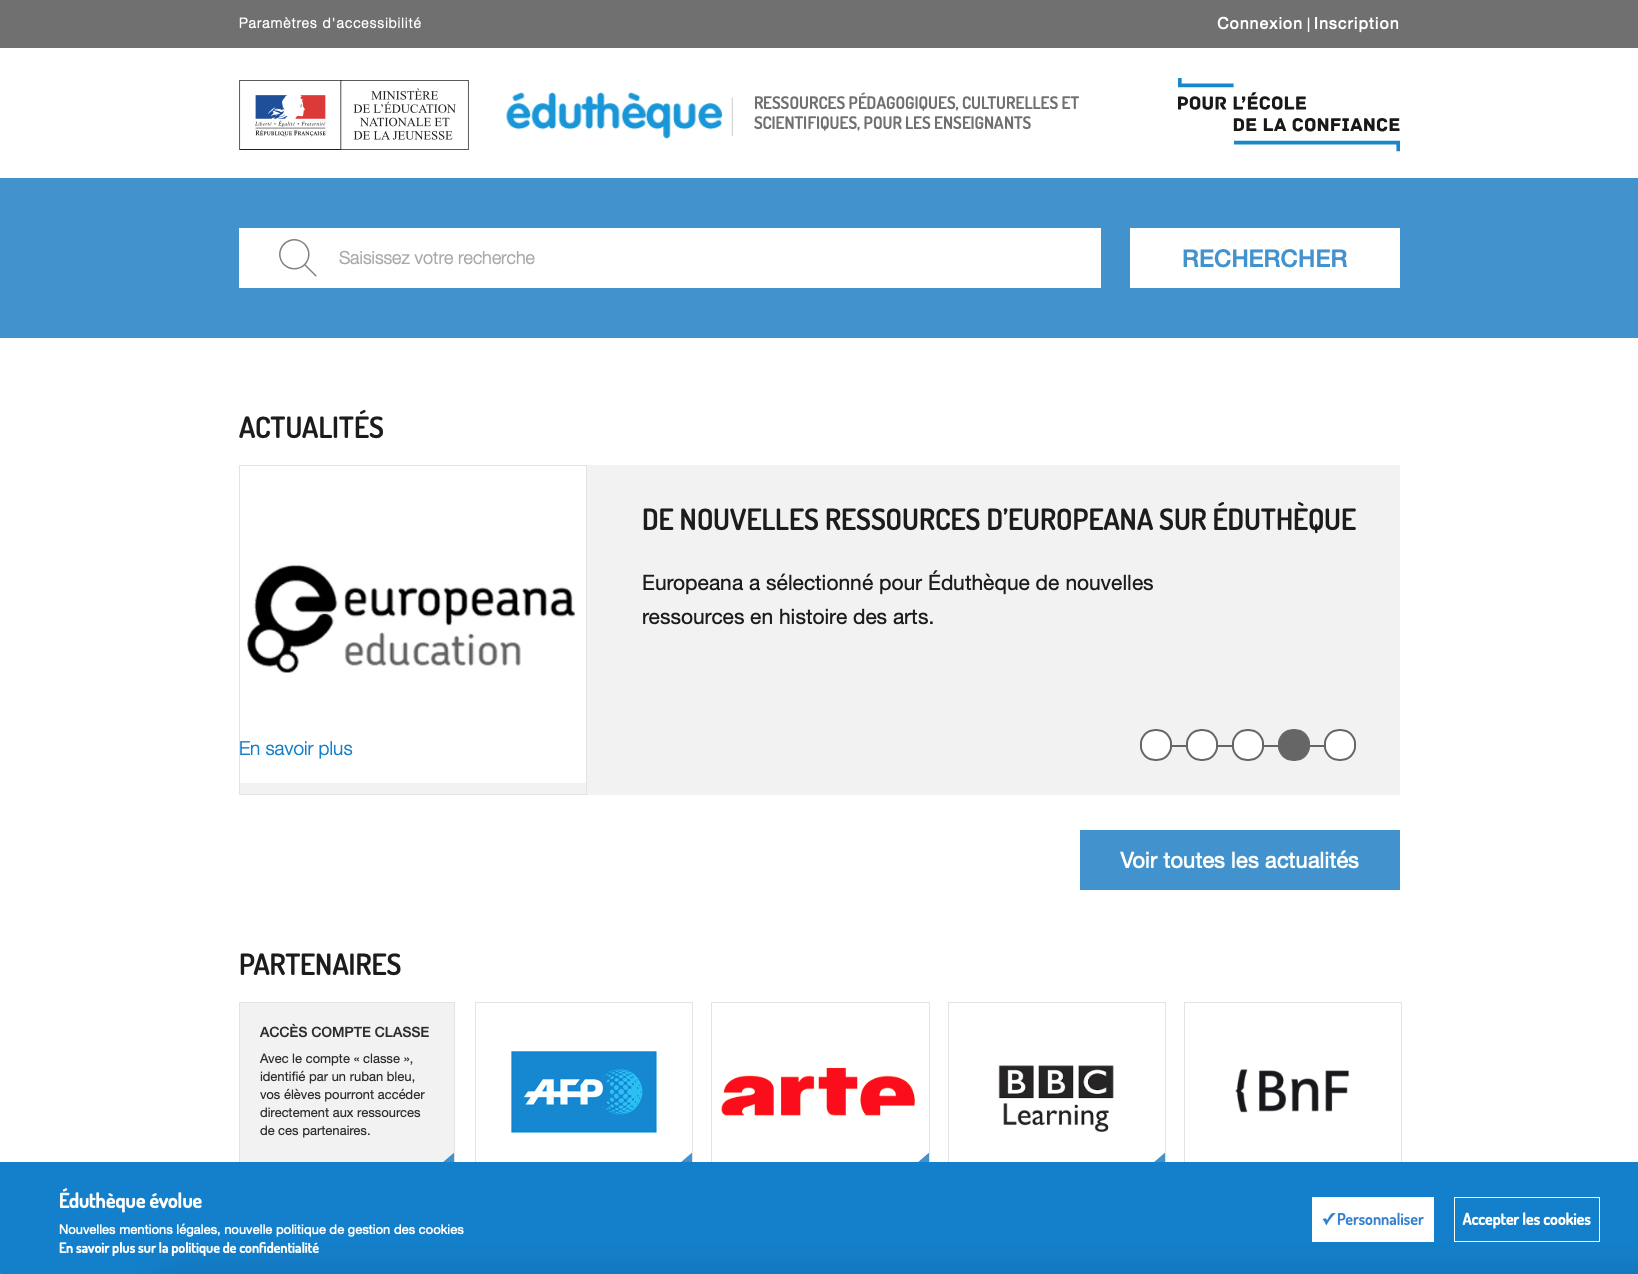 Paramètres d'accessibilité
Connexion | Inscription
Liberté • Égalité • Fraternité
RÉPUBLIQUE FRANÇAISE
MINISTÈRE
DE L'ÉDUCATION
NATIONALE ET
DE LA JEUNESSE
éduthèque
RESSOURCES PÉDAGOGIQUES, CULTURELLES ET
SCIENTIFIQUES, POUR LES ENSEIGNANTS
POUR L'ÉCOLE
DE LA CONFIANCE
Saisissez votre recherche
RECHERCHER
ACTUALITÉS
europeana
education
En savoir plus
DE NOUVELLES RESSOURCES D'EUROPEANA SUR ÉDUTHÈQUE
Europeana a sélectionné pour Éduthèque de nouvelles
ressources en histoire des arts.
Voir toutes les actualités
PARTENAIRES
ACCÈS COMPTE CLASSE
Avec le compte « classe »,
identifié par un ruban bleu,
vos élèves pourront accéder
directement aux ressources
de ces partenaires.
AFP
arte
BBC
Learning
{BnF
Éduthèque évolue
Nouvelles mentions légales, nouvelle politique de gestion des cookies
En savoir plus sur la politique de confidentialité
✓Personnaliser
Accepter les cookies